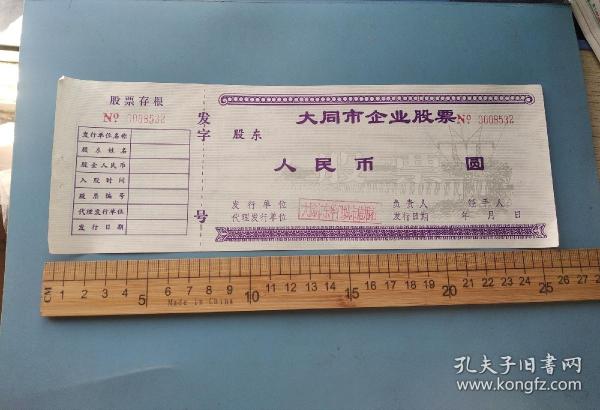 股票存根
No 0008532
发行单位名称
股东姓名
股金人民币
入股时间
股票编号
代理发行单位
发行日期
发字 号
大同市企业股票 No 0008532
股东
人民币 圆
发行单位 负责人 经手人
代理发行单位 发行日期 年 月 日
CM 1 2 3 4 5 6 7 8 9 10 11 12 13 14 15 16 17 18 19 20 21 22 23 24 25 26
Made in China
孔夫子旧书网
www.kongfz.com